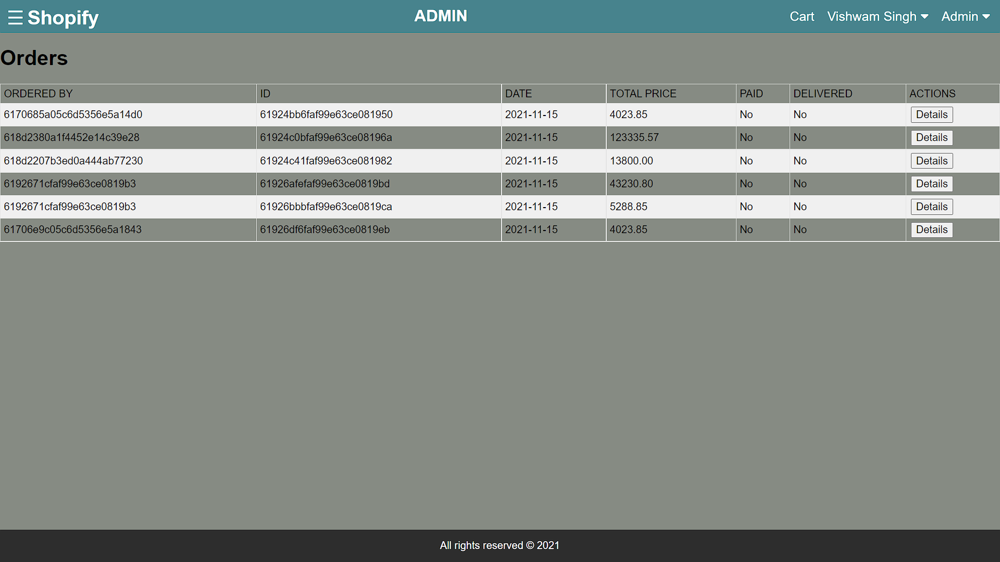 ☰ Shopify ADMIN Cart Vishwam Singh Admin
Orders
ORDERED BY ID DATE TOTAL PRICE PAID DELIVERED ACTIONS
6170685a05c6d5356e5a14d0 61924bb6faf99e63ce081950 2021-11-15 4023.85 No No Details
618d2380a1f4452e14c39e28 61924c0bfaf99e63ce08196a 2021-11-15 123335.57 No No Details
618d2207b3ed0a444ab77230 61924c41faf99e63ce081982 2021-11-15 13800.00 No No Details
6192671cfaf99e63ce0819b3 61926afefaf99e63ce0819bd 2021-11-15 43230.80 No No Details
6192671cfaf99e63ce0819b3 61926bbbfaf99e63ce0819ca 2021-11-15 5288.85 No No Details
61706e9c05c6d5356e5a1843 61926df6faf99e63ce0819eb 2021-11-15 4023.85 No No Details
All rights reserved © 2021